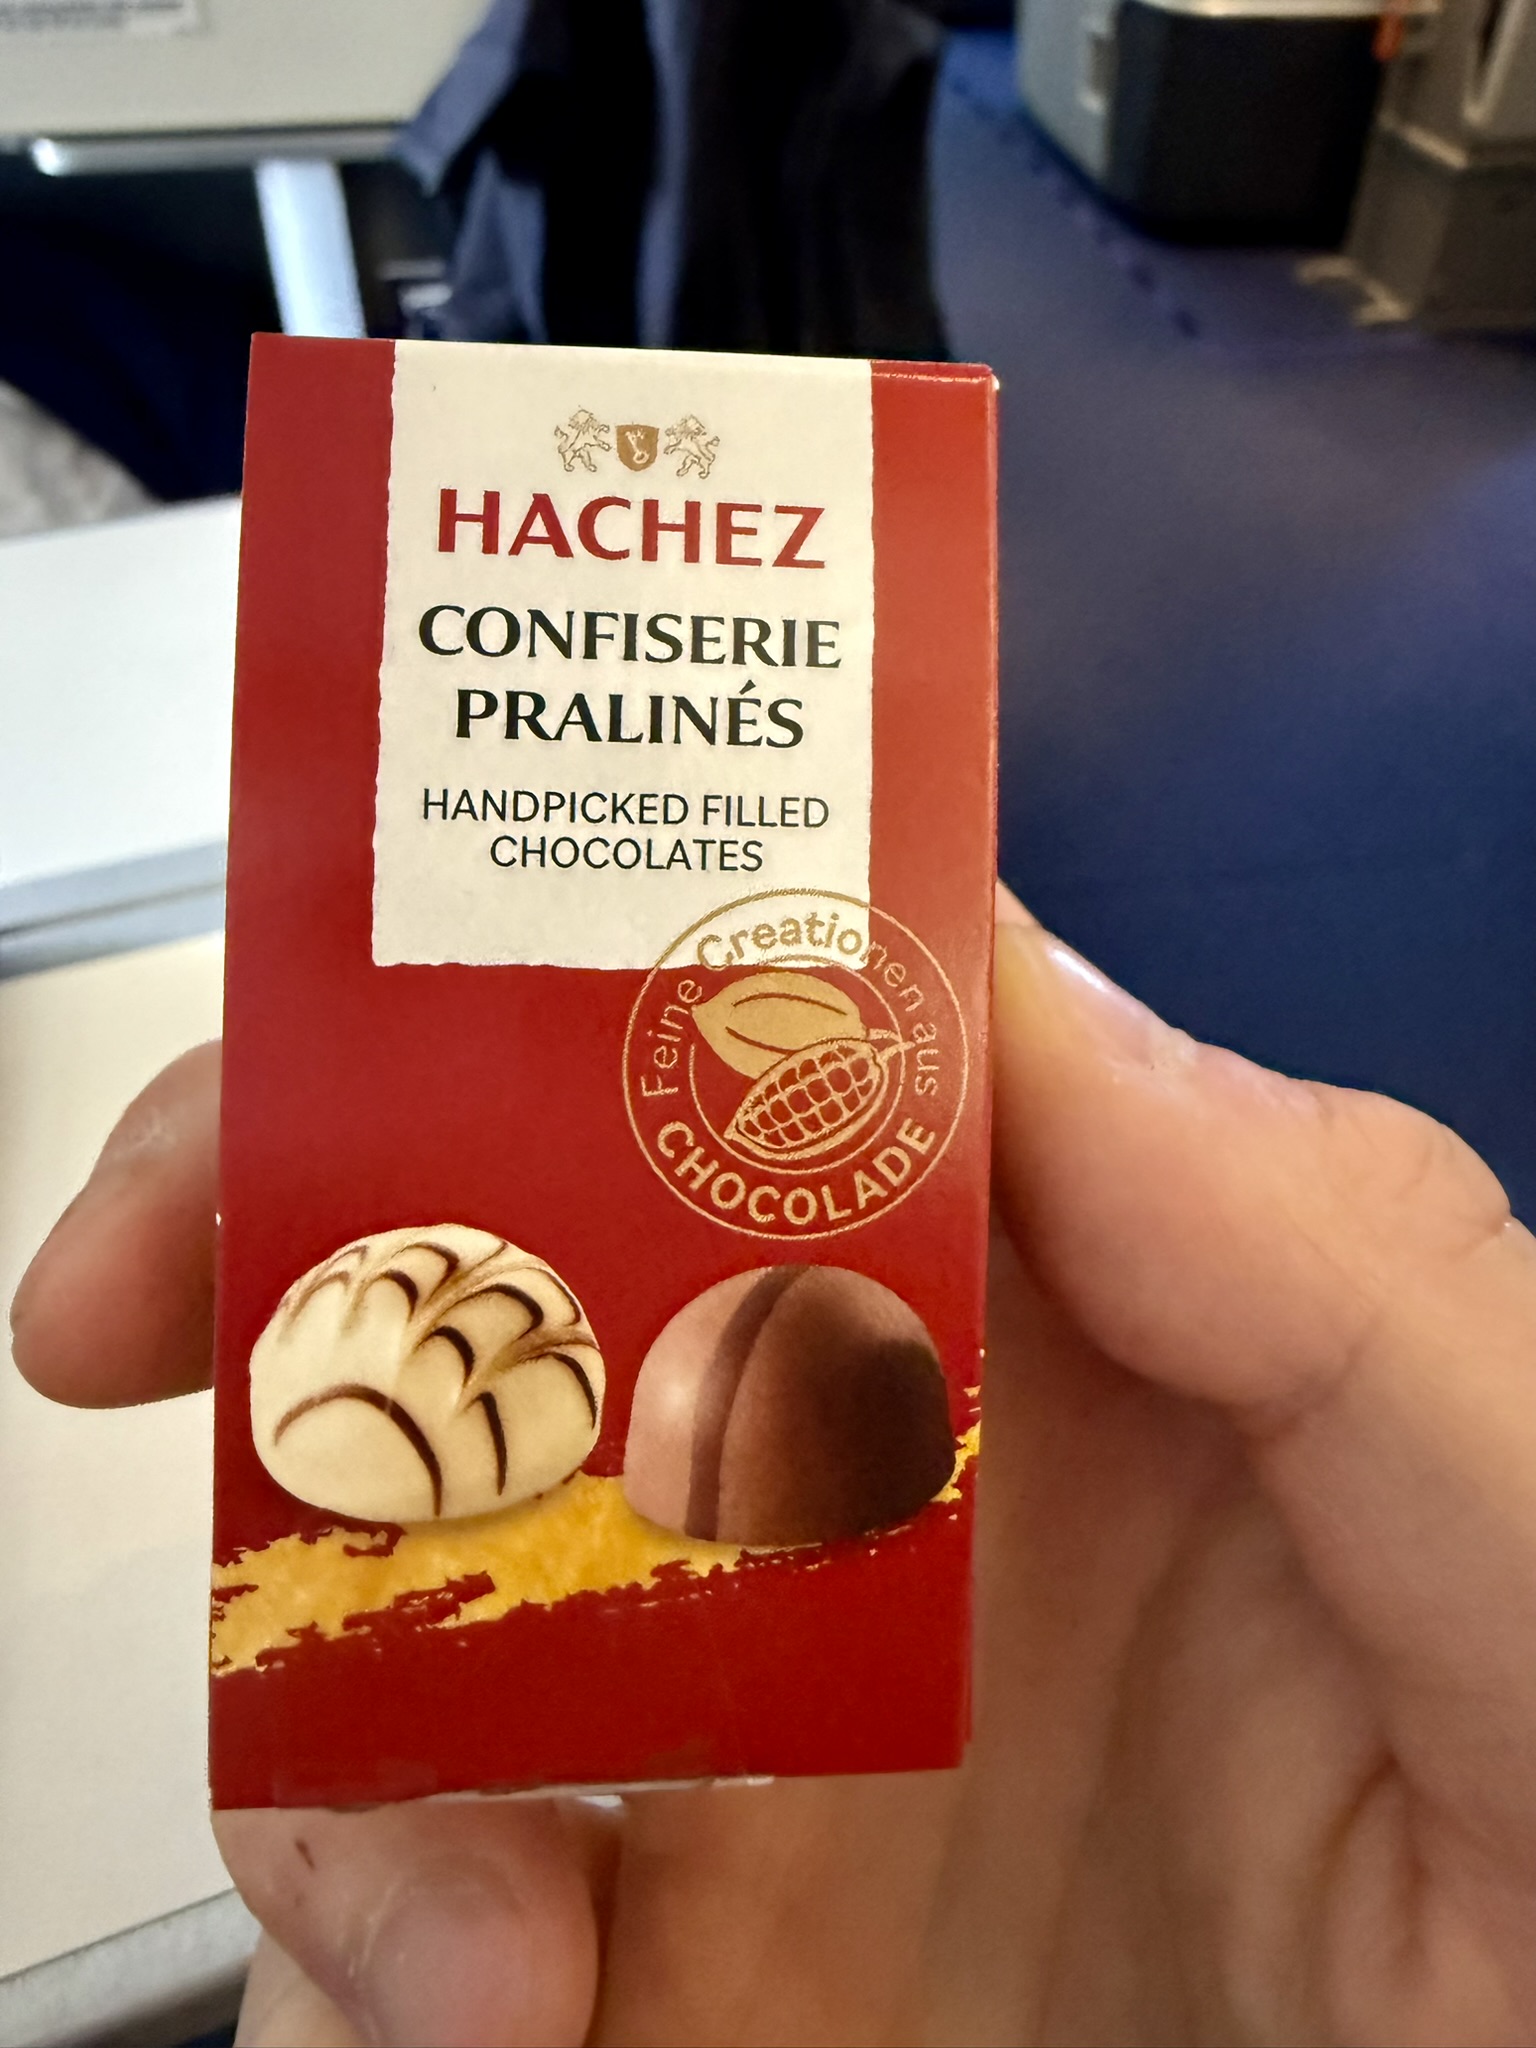 HACHEZ
CONFISERIE
PRALINÉS
HANDPICKED FILLED
CHOCOLATES
Feine Creationen aus
CHOCOLADE